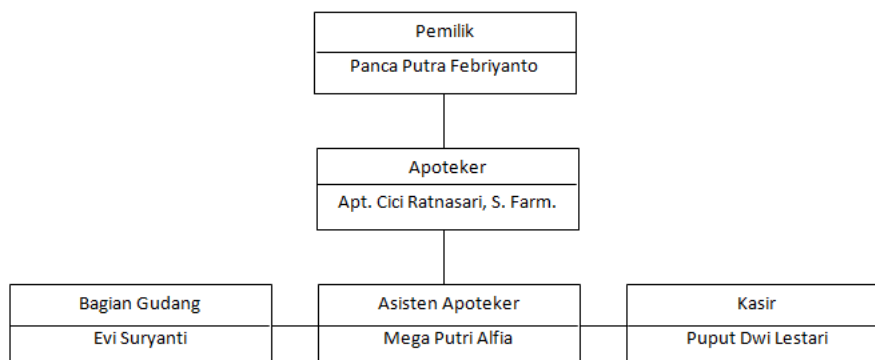 Pemilik
Panca Putra Febriyanto
Apoteker
Apt. Cici Ratnasari, S. Farm.
Bagian Gudang
Evi Suryanti
Asisten Apoteker
Mega Putri Alfia
Kasir
Puput Dwi Lestari